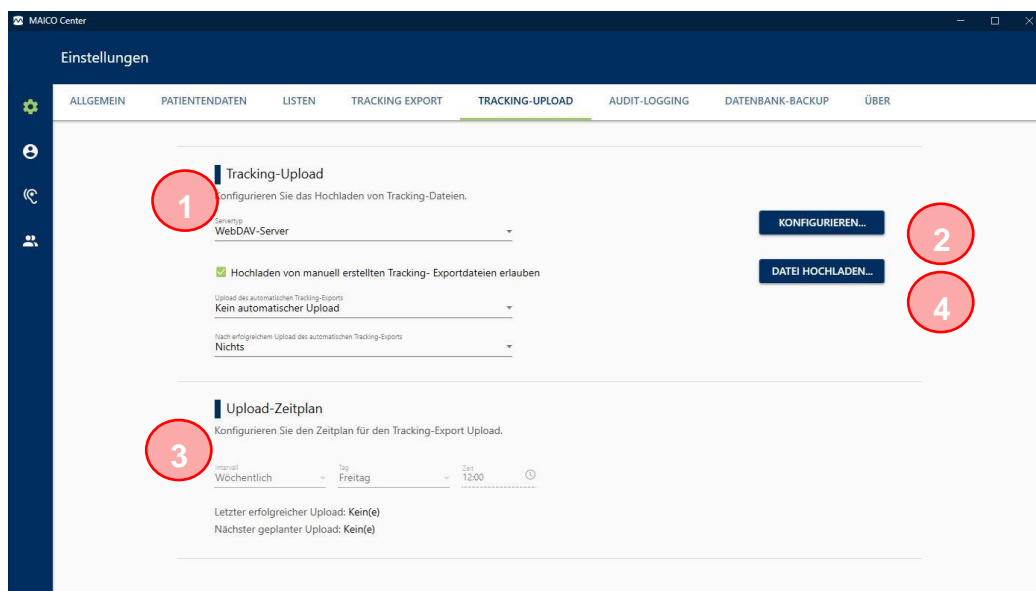 MAICO Center
Einstellungen
ALLGEMEIN PATIENTENDATEN LISTEN TRACKING EXPORT TRACKING-UPLOAD AUDIT-LOGGING DATENBANK-BACKUP ÜBER
Tracking-Upload
1
Konfigurieren Sie das Hochladen von Tracking-Dateien.
Servertyp
WebDAV-Server
KONFIGURIEREN...
2
Hochladen von manuell erstellten Tracking- Exportdateien erlauben
DATEI HOCHLADEN...
4
Upload des automatischen Tracking-Exports
Kein automatischer Upload
Nach erfolgreichem Upload des automatischen Tracking-Exports
Nichts
Upload-Zeitplan
Konfigurieren Sie den Zeitplan für den Tracking-Export Upload.
3
Intervall Tag Zeit
Wöchentlich Freitag 12:00
Letzter erfolgreicher Upload: Kein(e)
Nächster geplanter Upload: Kein(e)